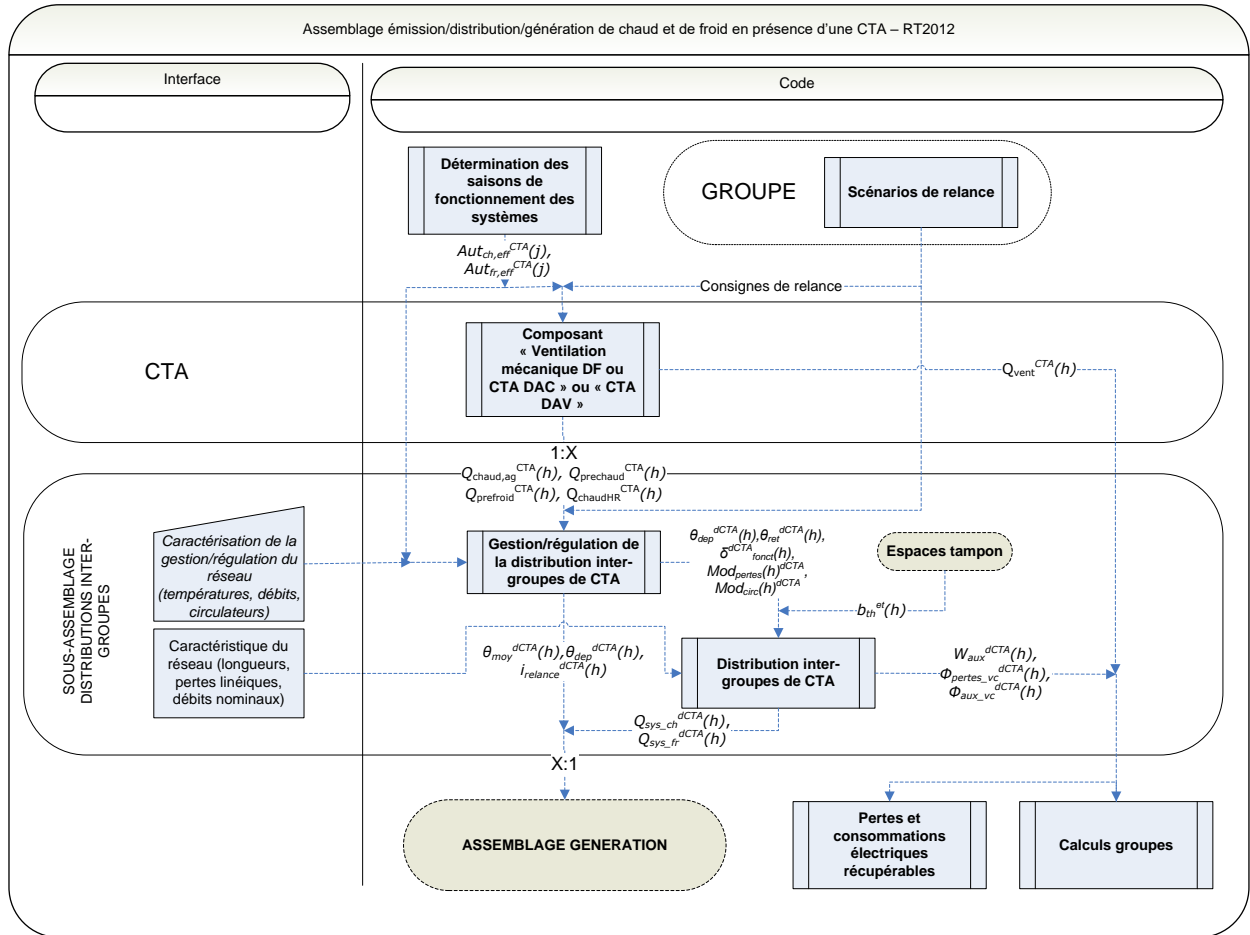 Assemblage émission/distribution/génération de chaud et de froid en présence d'une CTA – RT2012
Interface
Code
Détermination des
saisons de
fonctionnement des
systèmes
GROUPE
Scénarios de relance
Aut_ch,eff^CTA(j),
Aut_fr,eff^CTA(j)
Consignes de relance
CTA
Composant
« Ventilation
mécanique DF ou
CTA DAC » ou « CTA
DAV »
Q_vent^CTA(h)
1:X
Q_chaud,ag^CTA(h), Q_prechaud^CTA(h)
Q_prefroid^CTA(h), Q_chaudHR^CTA(h)
SOUS-ASSEMBLAGE
DISTRIBUTIONS INTER-
GROUPES
Caractérisation de la
gestion/régulation du
réseau
(températures, débits,
circulateurs)
Gestion/régulation de
la distribution inter-
groupes de CTA
θ_dep^dCTA(h),θ_ret^dCTA(h),
δ^dCTA_fonct(h),
Mod_pertes(h)^dCTA,
Mod_circ(h)^dCTA
Espaces tampon
b_th^et(h)
Caractéristique du
réseau (longueurs,
pertes linéiques,
débits nominaux)
θ_moy^dCTA(h),θ_dep^dCTA(h),
i_relance^dCTA(h)
Distribution inter-
groupes de CTA
W_aux^dCTA(h),
Φ_pertes_vc^dCTA(h),
Φ_aux_vc^dCTA(h)
Q_sys_ch^dCTA(h),
Q_sys_fr^dCTA(h)
X:1
ASSEMBLAGE GENERATION
Pertes et
consommations
électriques
récupérables
Calculs groupes